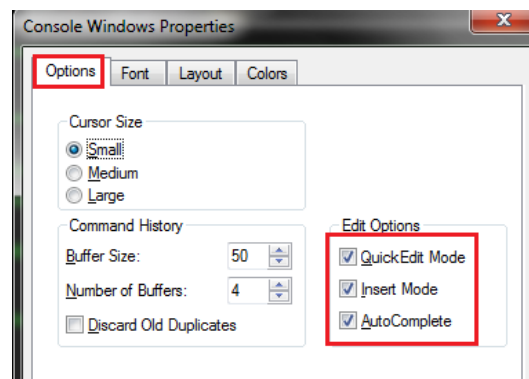 Console Windows Properties
Options Font Layout Colors
Cursor Size
Small
Medium
Large
Command History
Buffer Size: 50
Number of Buffers: 4
Discard Old Duplicates
Edit Options
QuickEdit Mode
Insert Mode
AutoComplete